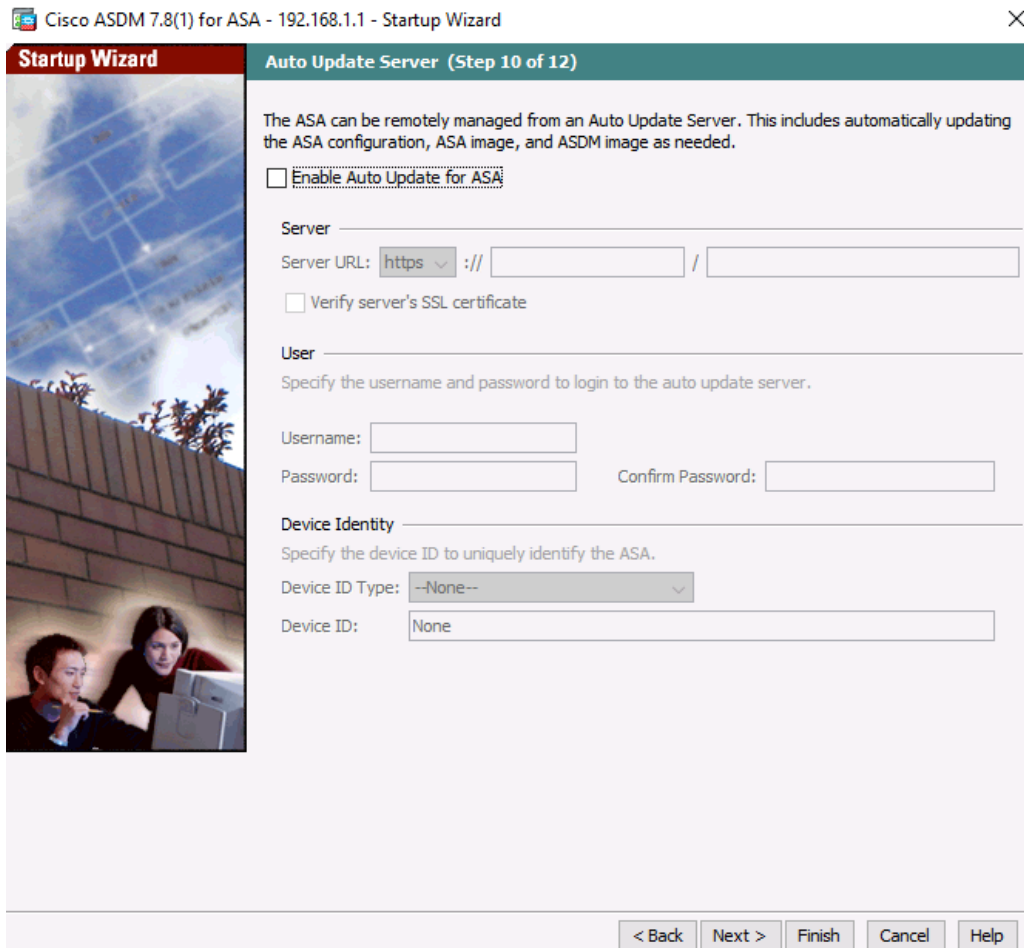 Cisco ASDM 7.8(1) for ASA - 192.168.1.1 - Startup Wizard
Startup Wizard
Auto Update Server (Step 10 of 12)
The ASA can be remotely managed from an Auto Update Server. This includes automatically updating
the ASA configuration, ASA image, and ASDM image as needed.
Enable Auto Update for ASA
Server
Server URL: https :// /
Verify server's SSL certificate
User
Specify the username and password to login to the auto update server.
Username:
Password: Confirm Password:
Device Identity
Specify the device ID to uniquely identify the ASA.
Device ID Type: --None--
Device ID: None
< Back Next > Finish Cancel Help